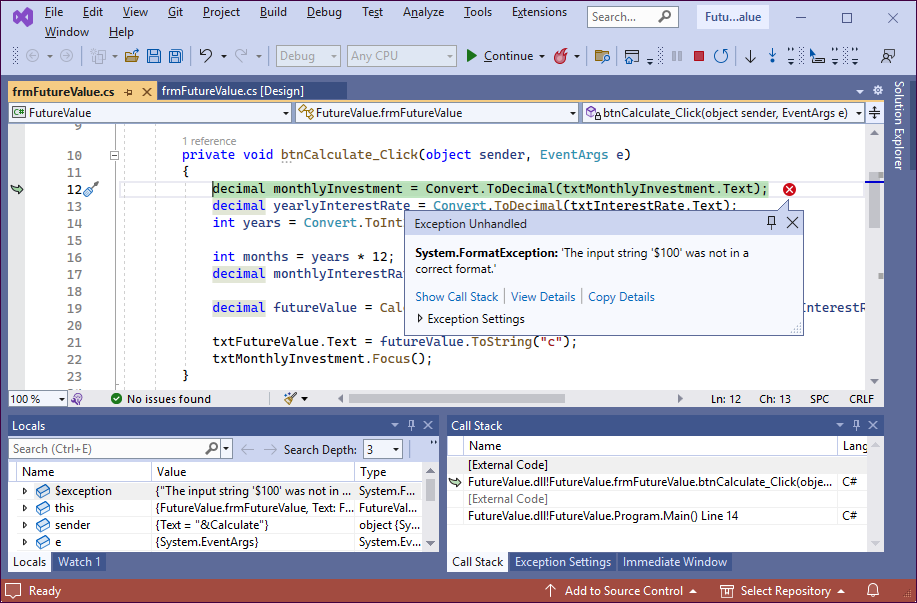 File Edit View Git Project Build Debug Test Analyze Tools Extensions Search... Futu...alue
Window Help
Debug Any CPU Continue
frmFutureValue.cs frmFutureValue.cs [Design]
FutureValue FutureValue.frmFutureValue btnCalculate_Click(object sender, EventArgs e)
Solution Explorer
9
1 reference
10 private void btnCalculate_Click(object sender, EventArgs e)
11 {
12 decimal monthlyInvestment = Convert.ToDecimal(txtMonthlyInvestment.Text);
13 decimal yearlyInterestRate = Convert.ToDecimal(txtInterestRate.Text);
14 int years = Convert.ToInt
15
16 int months = years * 12;
17 decimal monthlyInterestRa
18
19 decimal futureValue = Cal InterestR
20
21 txtFutureValue.Text = futureValue.ToString("c");
22 txtMonthlyInvestment.Focus();
23 }
Exception Unhandled
System.FormatException: 'The input string '$100' was not in a
correct format.'
Show Call Stack View Details Copy Details
Exception Settings
100 % No issues found Ln: 12 Ch: 13 SPC CRLF
Locals
Search (Ctrl+E) Search Depth: 3
Name Value Type
$exception {"The input string '$100' was not in ... System.F...
this {FutureValue.frmFutureValue, Text: F... FutureVal...
sender {Text = "&Calculate"} object {Sy...
e {System.EventArgs} System.Ev...
Locals Watch 1
Call Stack
Name Lang
[External Code]
FutureValue.dll!FutureValue.frmFutureValue.btnCalculate_Click(obje... C#
[External Code]
FutureValue.dll!FutureValue.Program.Main() Line 14 C#
Call Stack Exception Settings Immediate Window
Ready Add to Source Control Select Repository